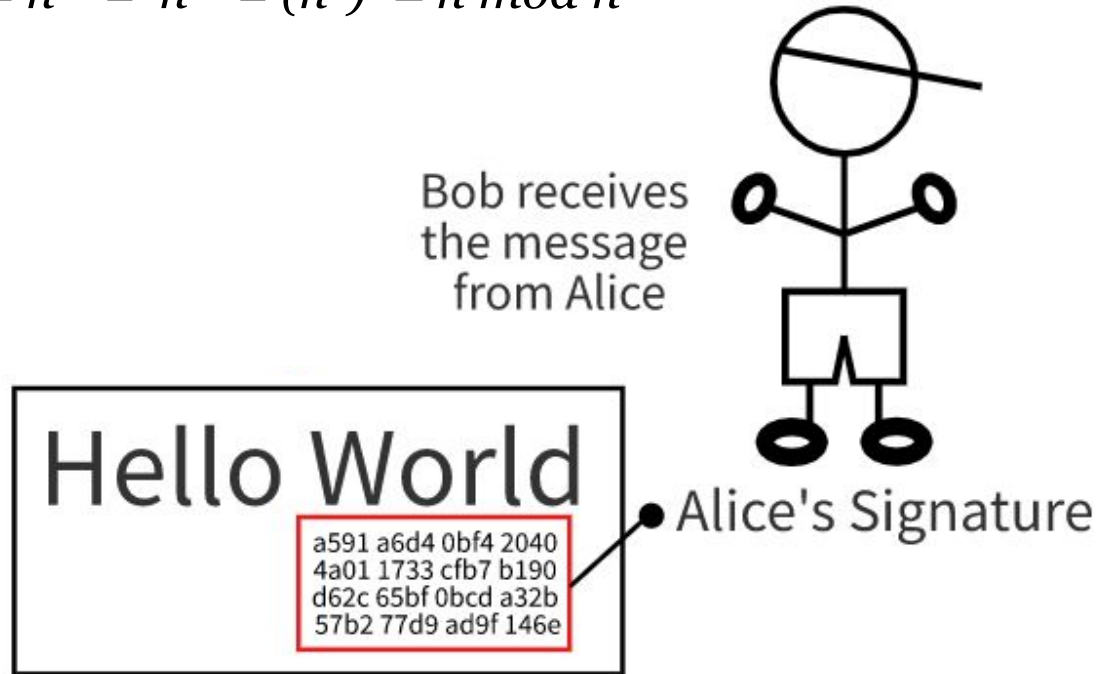 = (h ) = h mod n
Bob receives
the message
from Alice
Hello World
a591 a6d4 0bf4 2040
4a01 1733 cfb7 b190
d62c 65bf 0bcd a32b
57b2 77d9 ad9f 146e
Alice's Signature